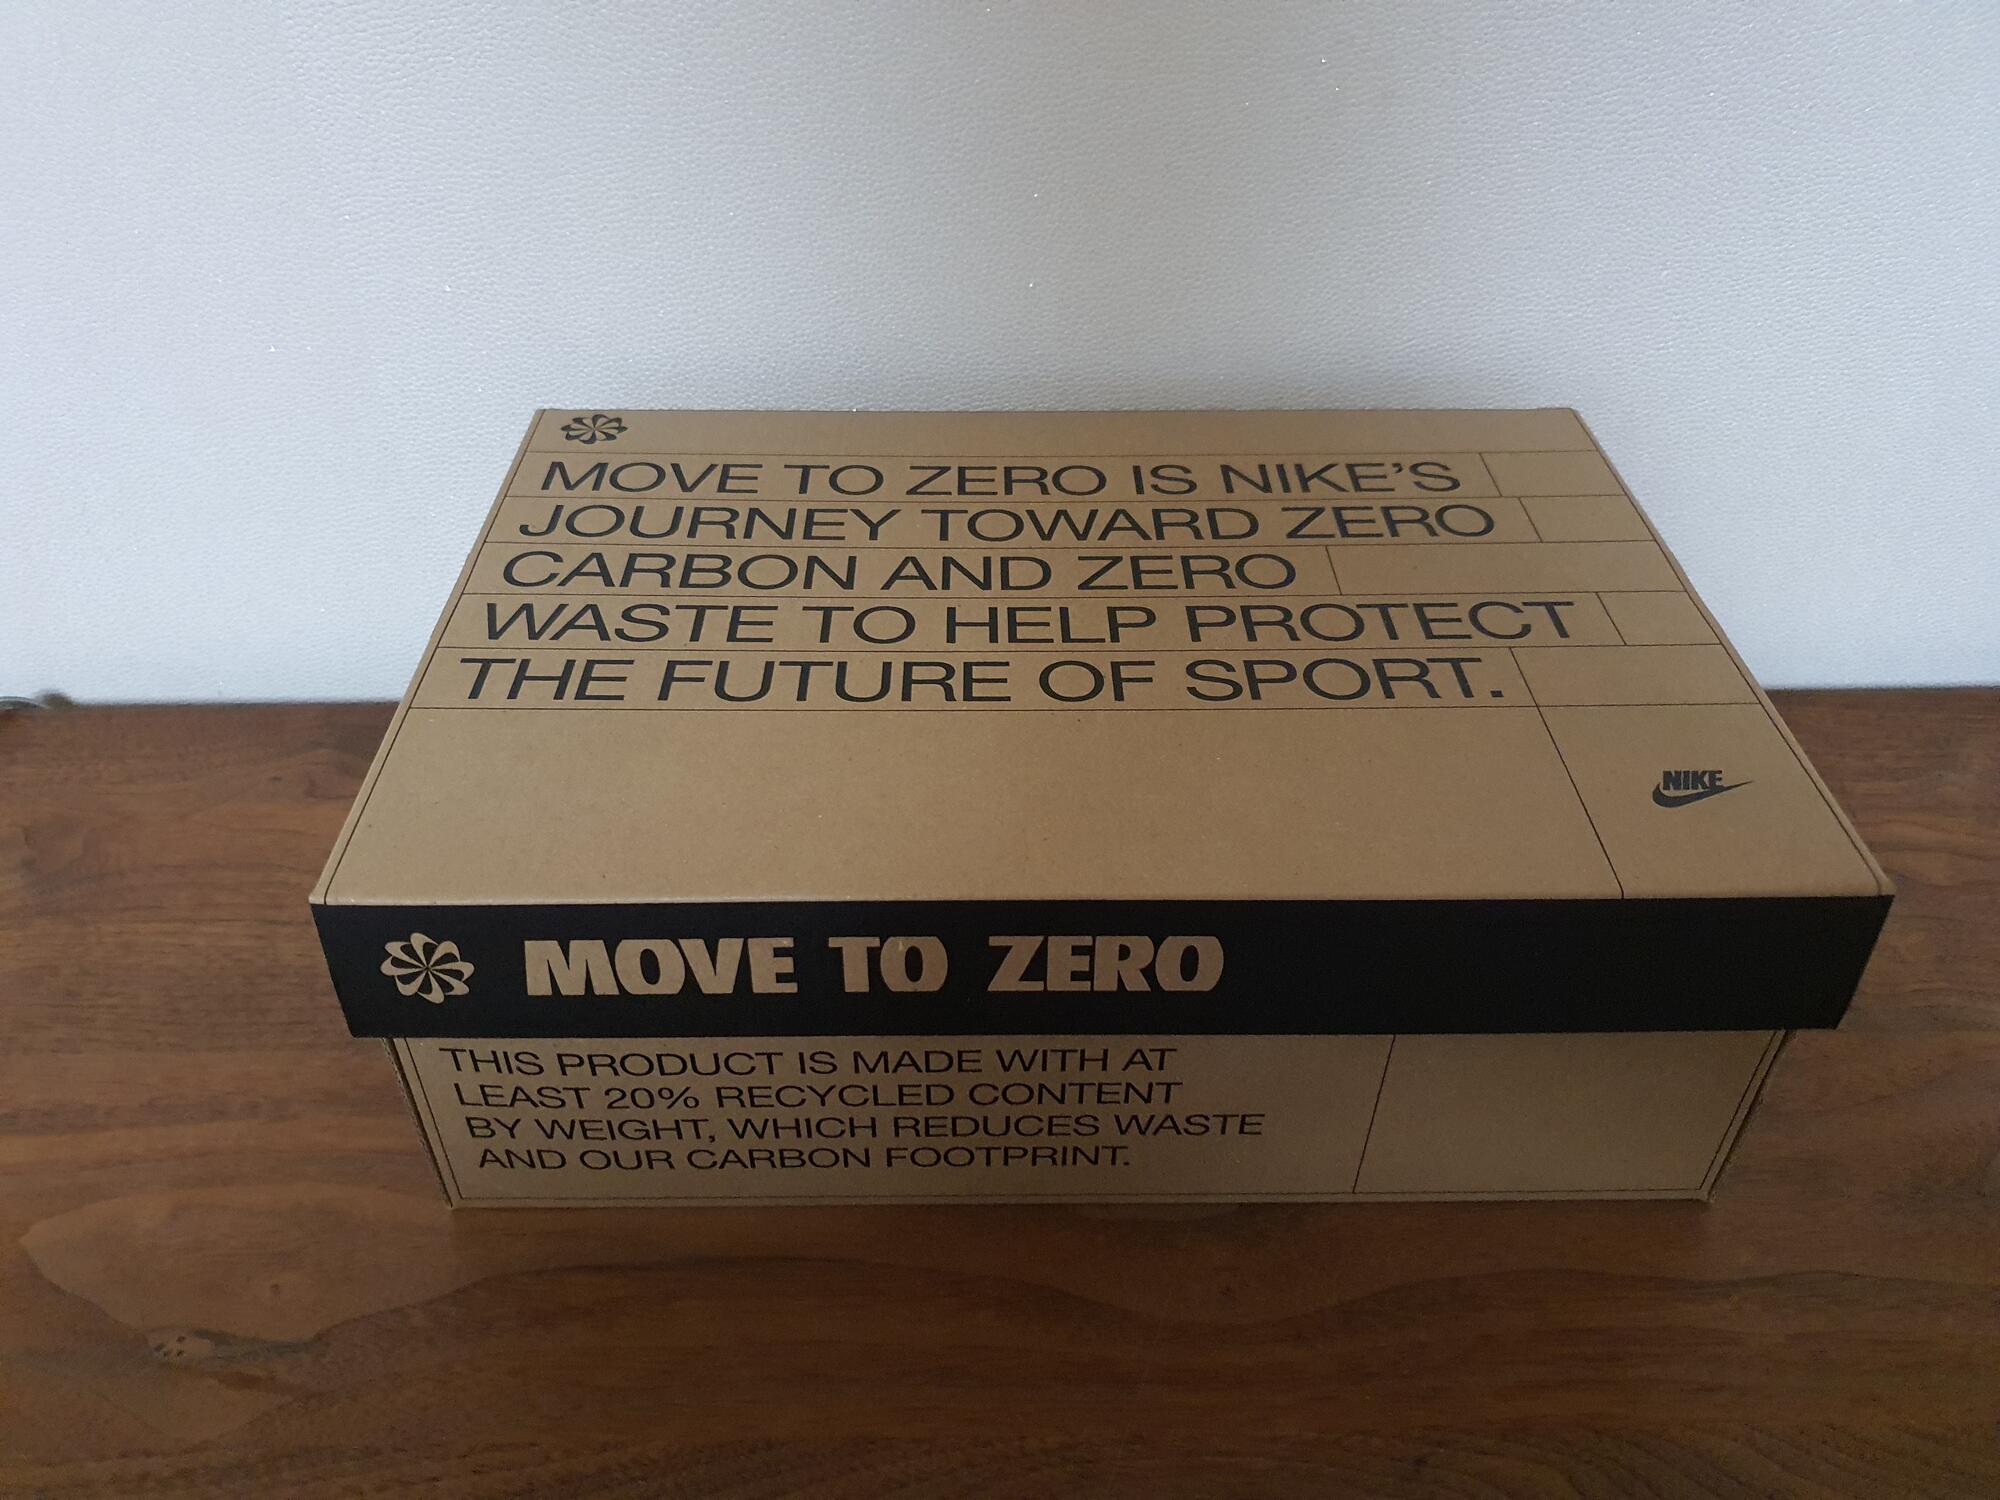 MOVE TO ZERO IS NIKE’S
JOURNEY TOWARD ZERO
CARBON AND ZERO
WASTE TO HELP PROTECT
THE FUTURE OF SPORT.
NIKE
MOVE TO ZERO
THIS PRODUCT IS MADE WITH AT
LEAST 20% RECYCLED CONTENT
BY WEIGHT, WHICH REDUCES WASTE
AND OUR CARBON FOOTPRINT.